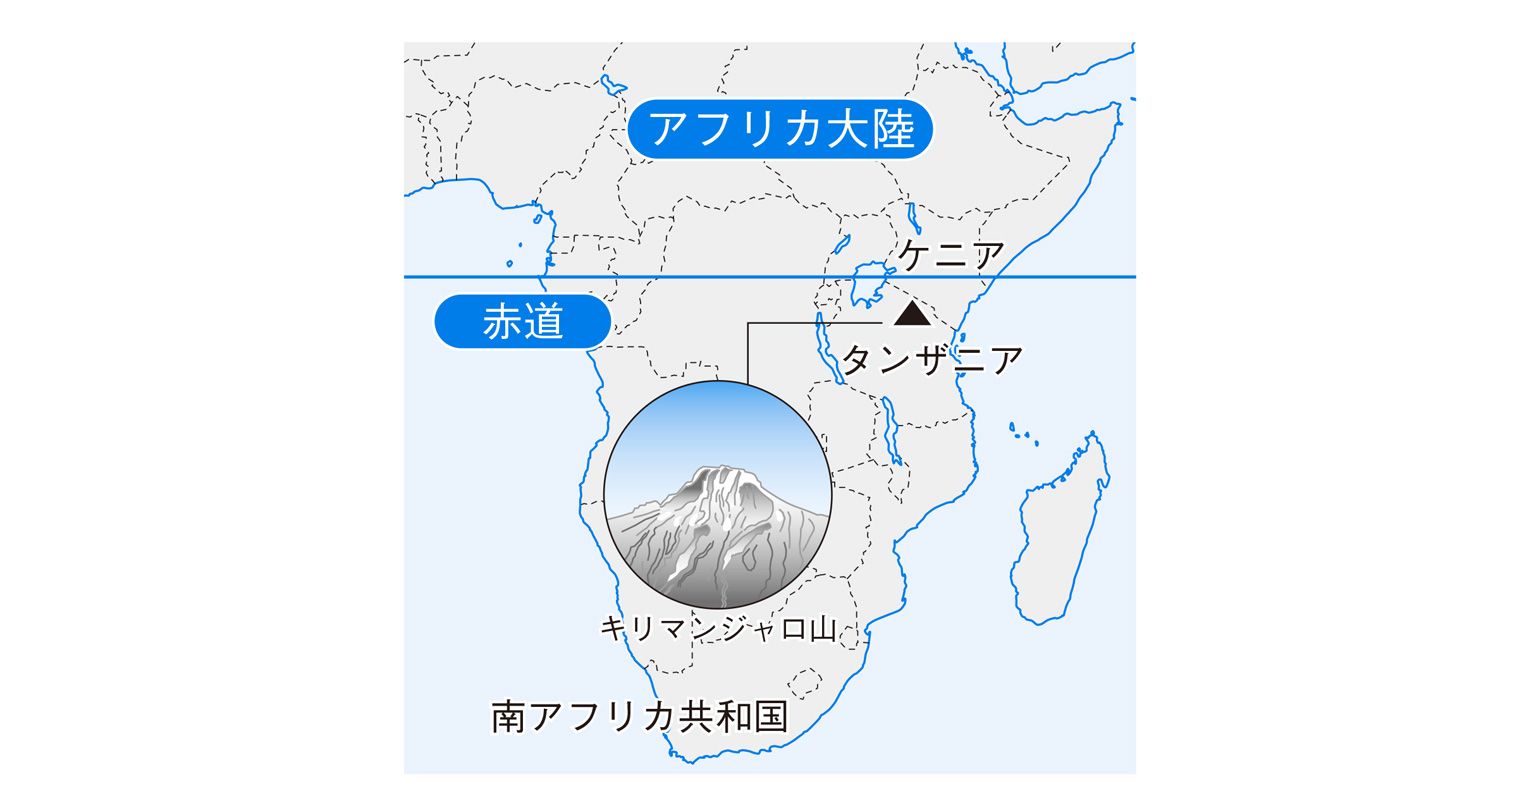 アフリカ大陸
ケニア
赤道
タンザニア
キリマンジャロ山
南アフリカ共和国